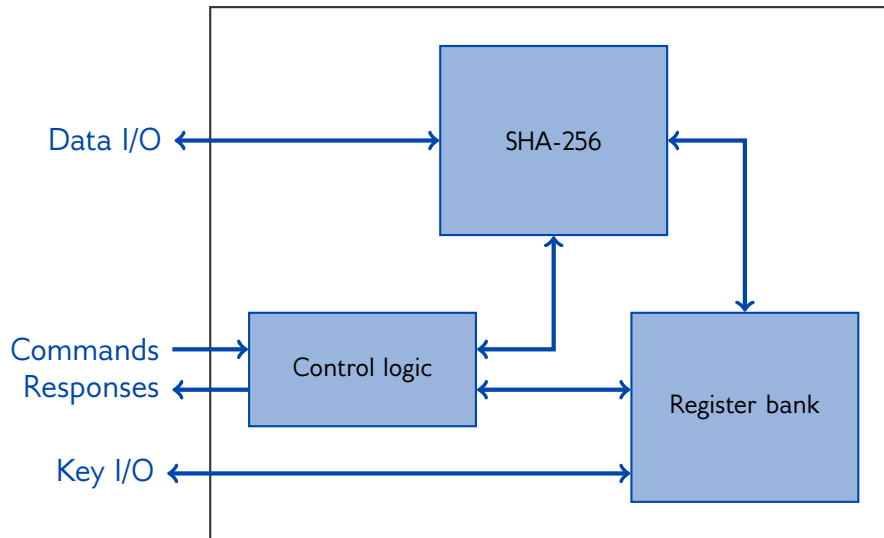 Data I/O
SHA-256
Commands
Responses
Control logic
Register bank
Key I/O